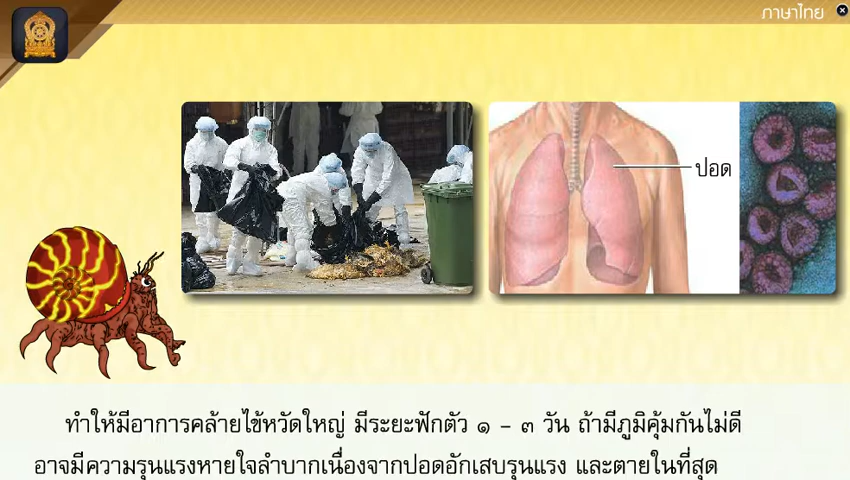 ภาษาไทย
ปอด
ทำให้มีอาการคล้ายไข้หวัดใหญ่ มีระยะฟักตัว ๑ – ๓ วัน ถ้ามีภูมิคุ้มกันไม่ดี
อาจมีความรุนแรงหายใจลำบากเนื่องจากปอดอักเสบรุนแรง และตายในที่สุด